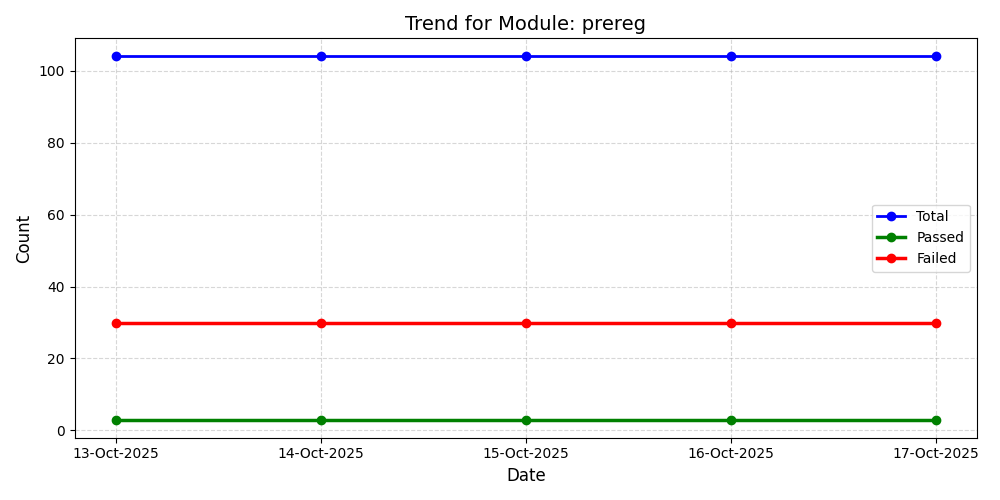 Trend for Module: prereg
Count
100
80
60
40
20
0
Total
Passed
Failed
13-Oct-2025
14-Oct-2025
15-Oct-2025
16-Oct-2025
17-Oct-2025
Date